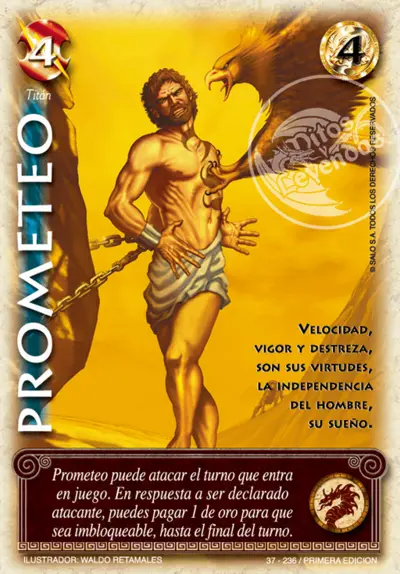 4
4
Titán
PROMETEO
Mitos y Leyendas
© SALO S.A. TODOS LOS DERECHOS RESERVADOS
VELOCIDAD,
VIGOR Y DESTREZA,
SON SUS VIRTUDES,
LA INDEPENDENCIA
DEL HOMBRE,
SU SUEÑO.
Prometeo puede atacar el turno que entra
en juego. En respuesta a ser declarado
atacante, puedes pagar 1 de oro para que
sea imbloqueable, hasta el final del turno.
ILUSTRADOR: WALDO RETAMALES
37 - 236 / PRIMERA EDICION